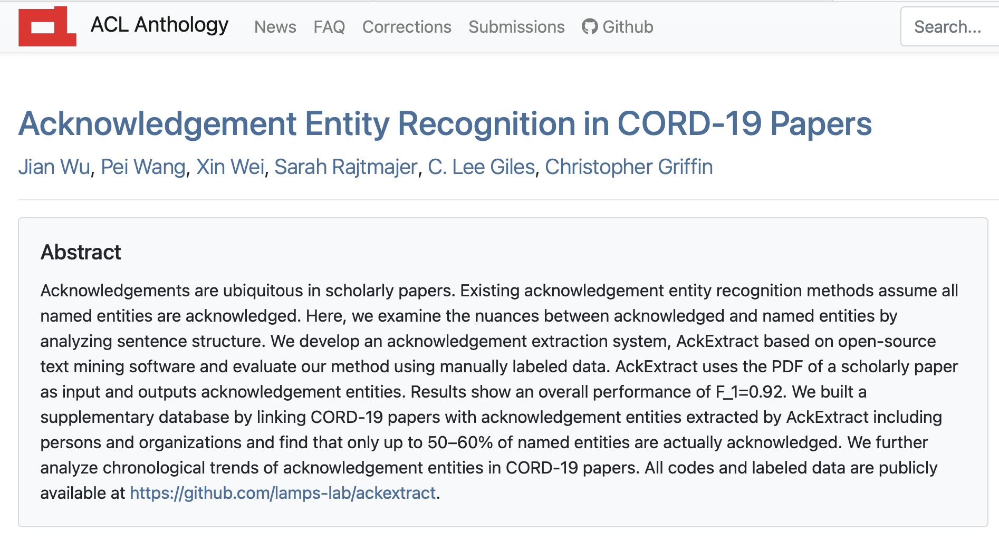 ACL Anthology News FAQ Corrections Submissions Github Search...
Acknowledgement Entity Recognition in CORD-19 Papers
Jian Wu, Pei Wang, Xin Wei, Sarah Rajtmajer, C. Lee Giles, Christopher Griffin
Abstract
Acknowledgements are ubiquitous in scholarly papers. Existing acknowledgement entity recognition methods assume all
named entities are acknowledged. Here, we examine the nuances between acknowledged and named entities by
analyzing sentence structure. We develop an acknowledgement extraction system, AckExtract based on open-source
text mining software and evaluate our method using manually labeled data. AckExtract uses the PDF of a scholarly paper
as input and outputs acknowledgement entities. Results show an overall performance of F_1=0.92. We built a
supplementary database by linking CORD-19 papers with acknowledgement entities extracted by AckExtract including
persons and organizations and find that only up to 50–60% of named entities are actually acknowledged. We further
analyze chronological trends of acknowledgement entities in CORD-19 papers. All codes and labeled data are publicly
available at https://github.com/lamps-lab/ackextract.